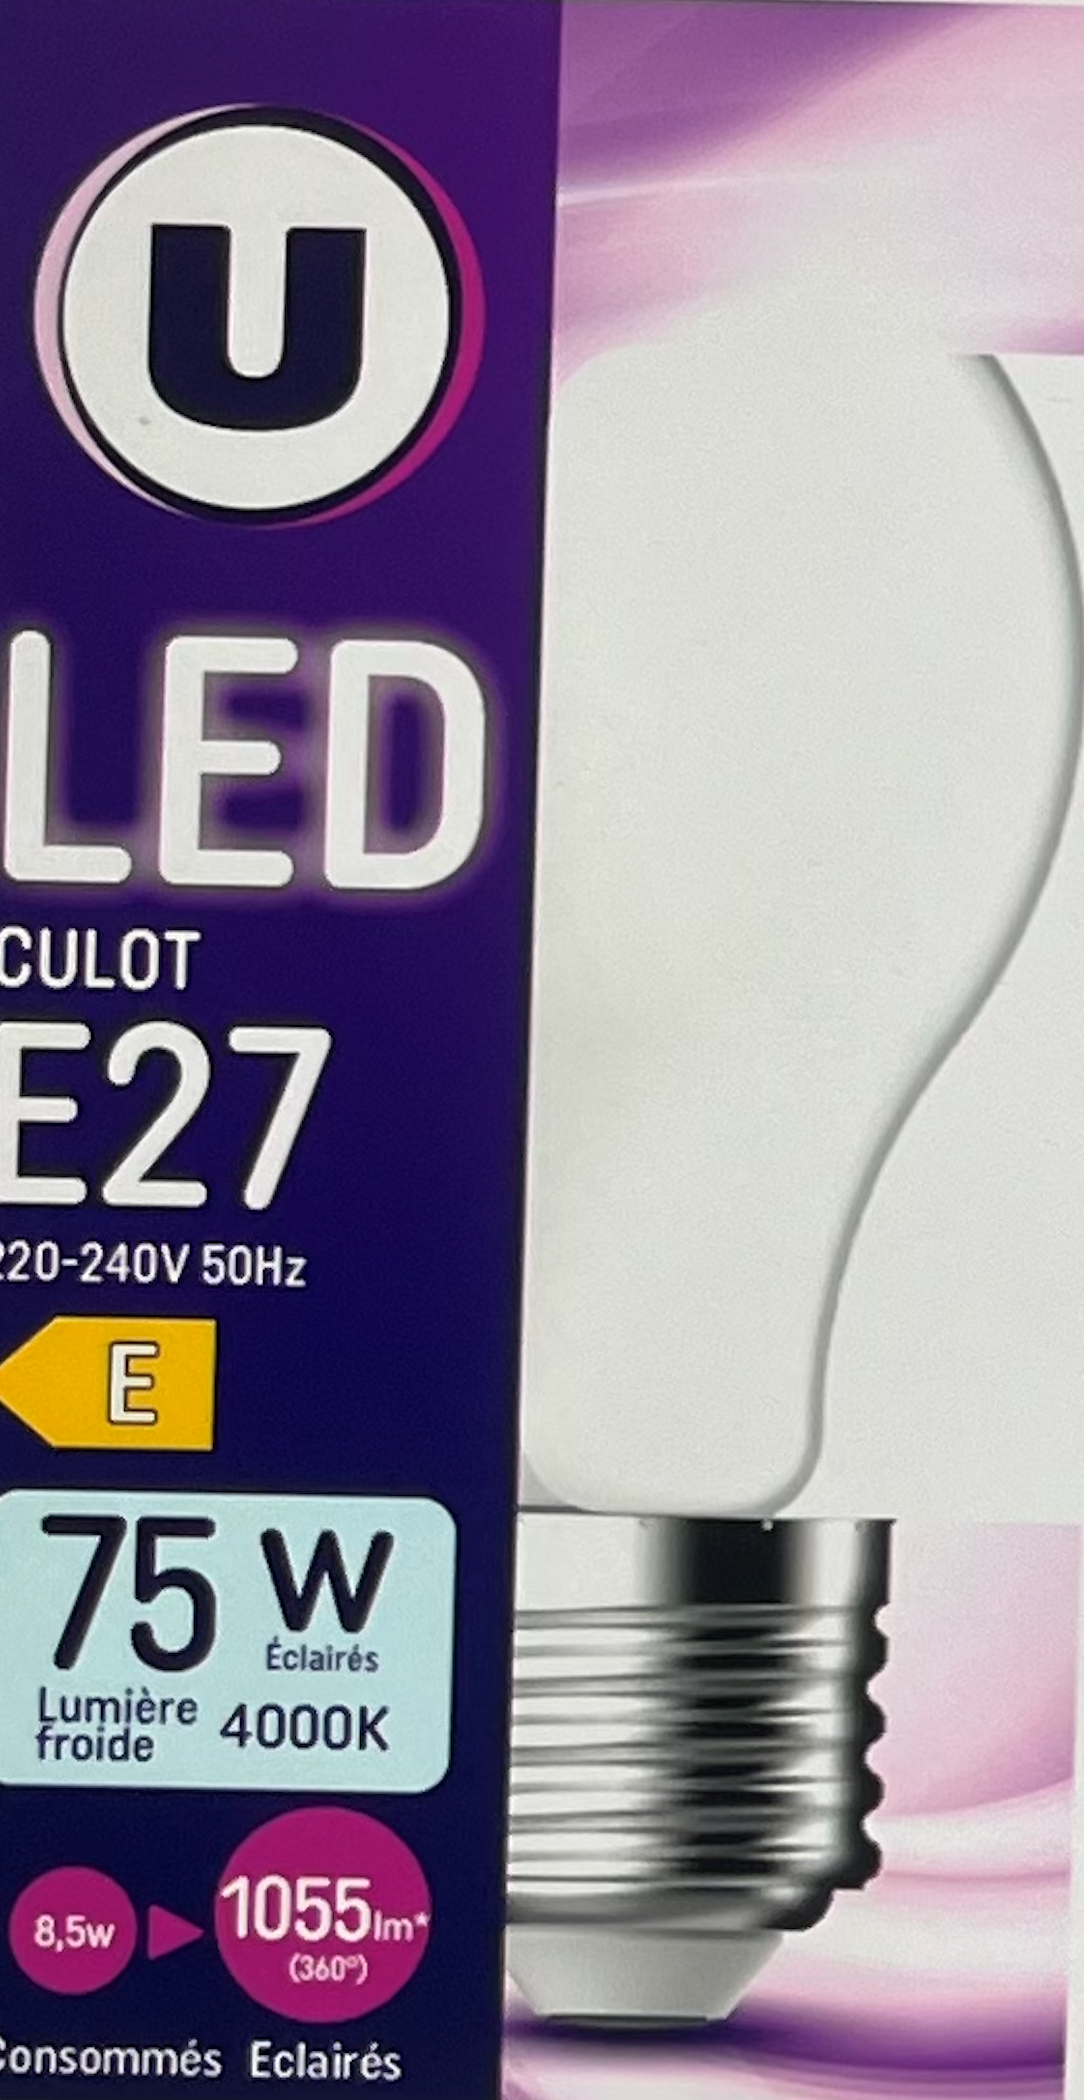 U
LED
CULOT
E27
220-240V 50Hz
E
75 W
Éclairés
Lumière
froide 4000K
8,5w 1055lm*
(360°)
Consommés Eclairés